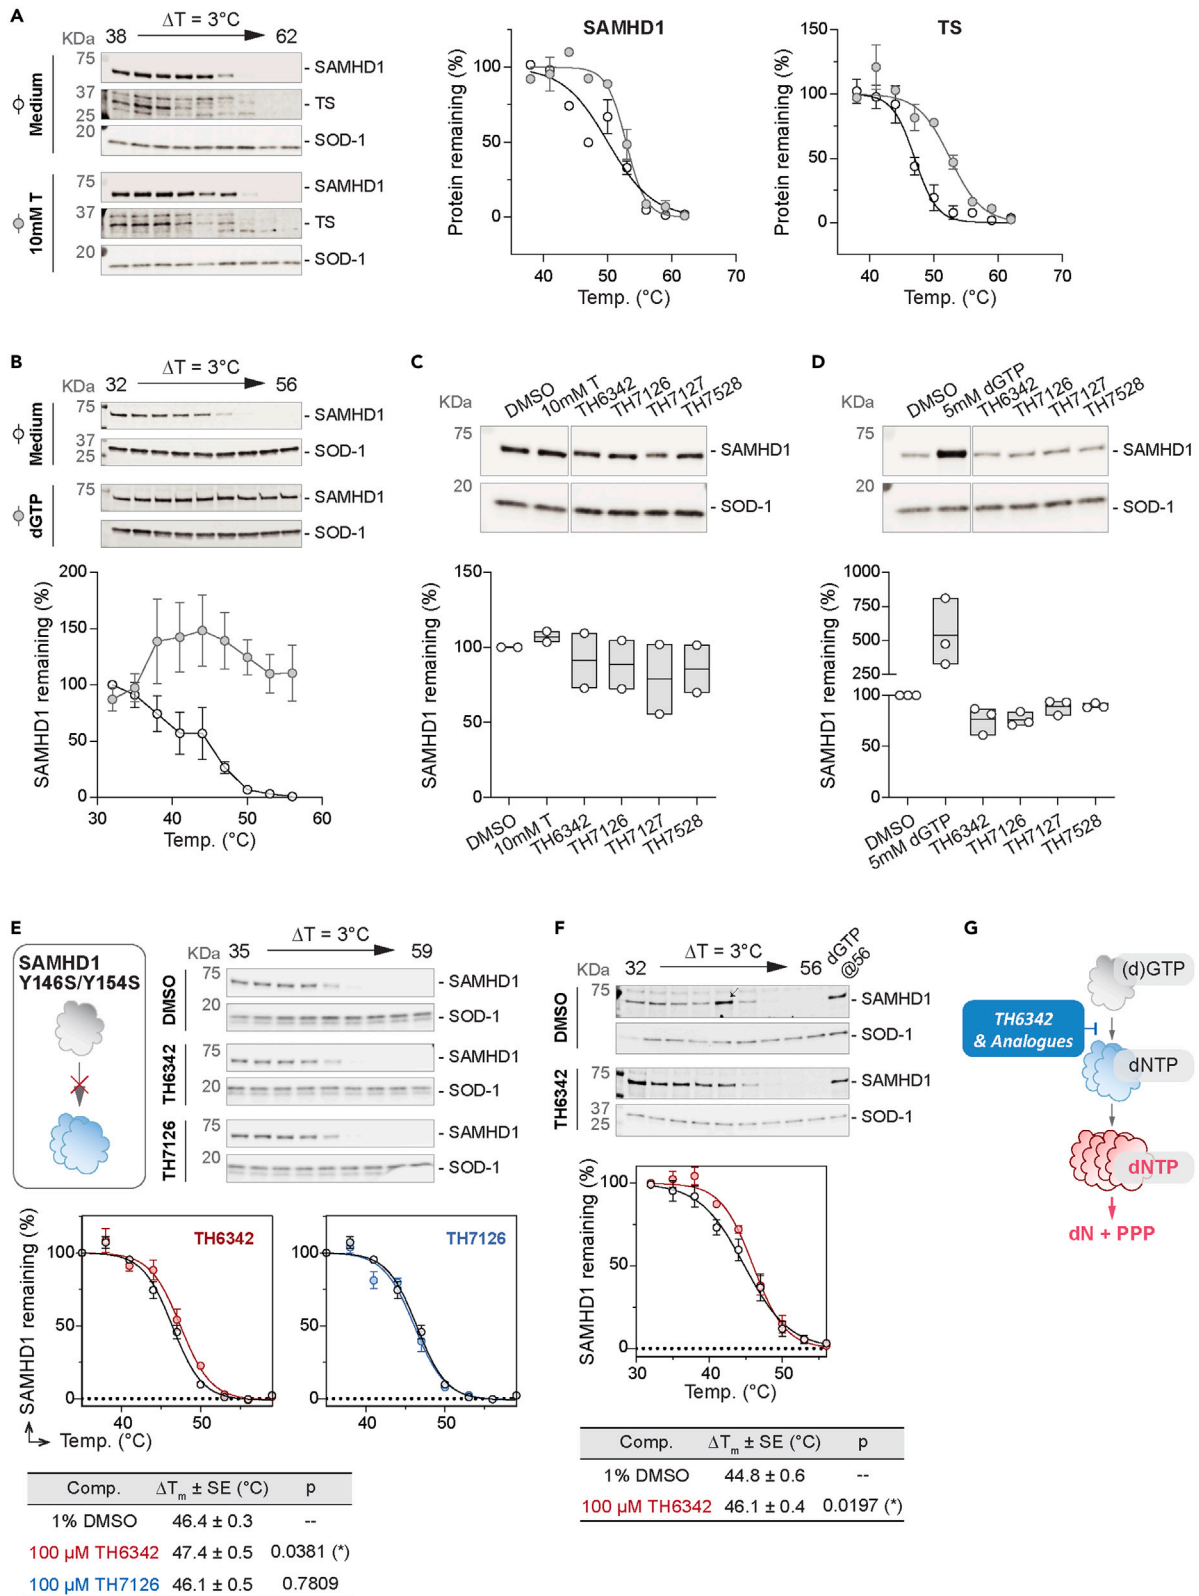 A
ΔT = 3°C
KDa 38 62
75
- SAMHD1
37
25
- TS
20
- SOD-1
Medium
75
- SAMHD1
37
- TS
20
- SOD-1
10mM T
SAMHD1
Protein remaining (%)
100
50
0
40 50 60 70
Temp. (°C)
TS
Protein remaining (%)
150
100
50
0
40 50 60 70
Temp. (°C)
B
ΔT = 3°C
KDa 32 56
75
- SAMHD1
37
25
- SOD-1
Medium
75
- SAMHD1
- SOD-1
dGTP
SAMHD1 remaining (%)
200
150
100
50
0
30 40 50 60
Temp. (°C)
C
KDa
DMSO 10mM T TH6342 TH7126 TH7127 TH7528
75
- SAMHD1
20
- SOD-1
SAMHD1 remaining (%)
150
100
50
0
DMSO 10mM T TH6342 TH7126 TH7127 TH7528
D
KDa
DMSO 5mM dGTP TH6342 TH7126 TH7127 TH7528
75
- SAMHD1
20
- SOD-1
SAMHD1 remaining (%)
1000
750
500
250
100
50
0
DMSO 5mM dGTP TH6342 TH7126 TH7127 TH7528
E
SAMHD1
Y146S/Y154S
ΔT = 3°C
KDa 35 59
75
- SAMHD1
20
- SOD-1
DMSO
75
- SAMHD1
20
- SOD-1
TH6342
75
- SAMHD1
20
- SOD-1
TH7126
SAMHD1 remaining (%)
100
50
0
40 50
TH6342
100
50
0
40 50
TH7126
Temp. (°C)
Comp. ΔTm ± SE (°C) p
1% DMSO 46.4 ± 0.3 --
100 µM TH6342 47.4 ± 0.5 0.0381 (*)
100 µM TH7126 46.1 ± 0.5 0.7809
F
ΔT = 3°C
KDa 32 56 dGTP @56
75
- SAMHD1
- SOD-1
DMSO
75
- SAMHD1
37
25
- SOD-1
TH6342
SAMHD1 remaining (%)
100
50
0
30 40 50
Temp. (°C)
Comp. ΔTm ± SE (°C) p
1% DMSO 44.8 ± 0.6 --
100 µM TH6342 46.1 ± 0.4 0.0197 (*)
G
(d)GTP
TH6342
& Analogues
dNTP
dNTP
dN + PPP